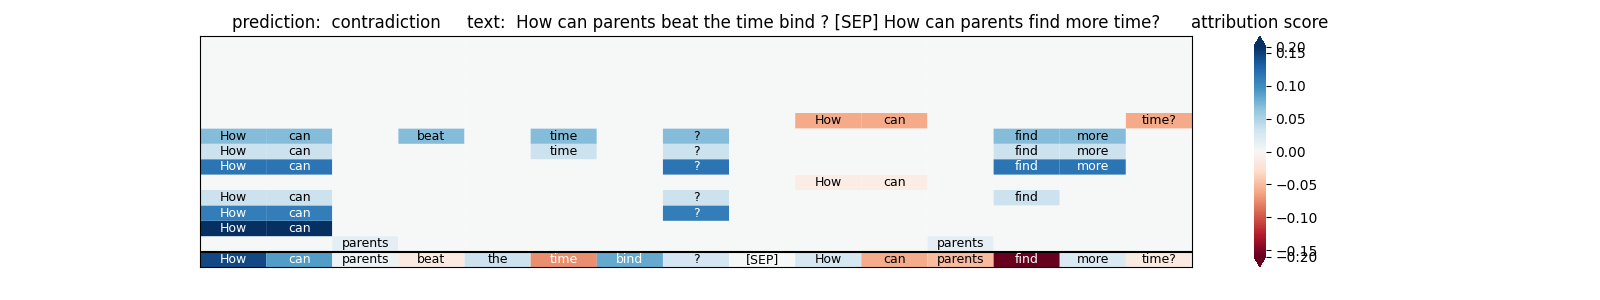 prediction:  contradiction     text:  How can parents beat the time bind ? [SEP] How can parents find more time?     attribution score
How can time?
How can beat time ? find more
How can time ? find more
How can ? find more
How can
How can ? find
How can ?
How can
parents parents
How can parents beat the time bind ? [SEP] How can parents find more time?
0.20
0.15
0.10
0.05
0.00
−0.05
−0.10
−0.15
−0.20